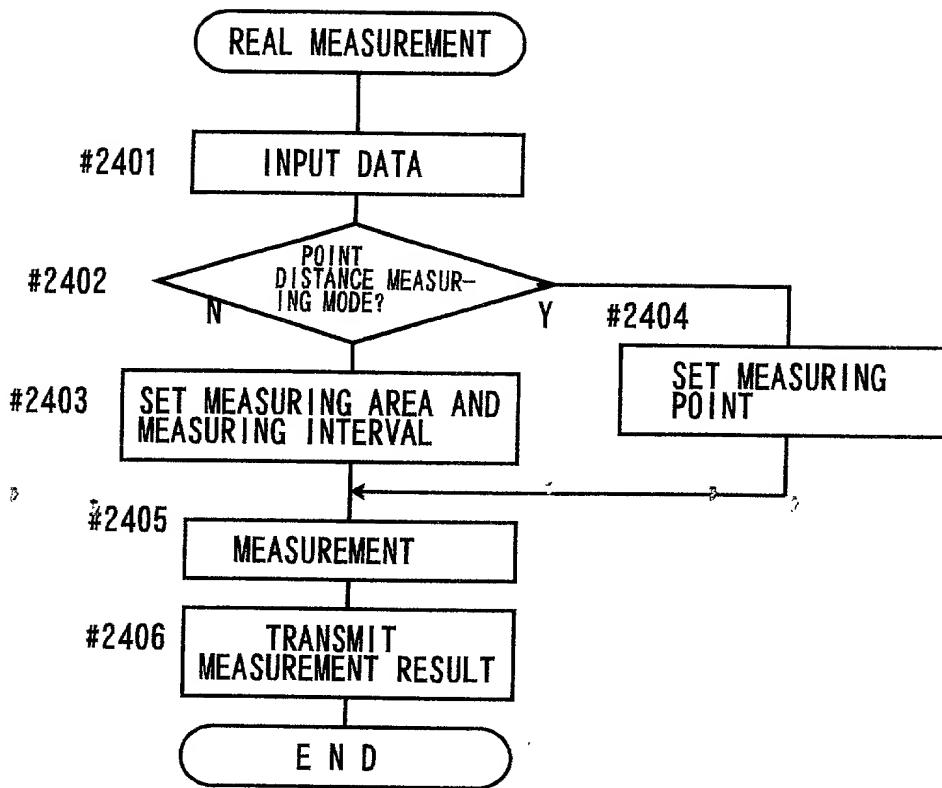 REAL MEASUREMENT
#2401
INPUT DATA
#2402
POINT
DISTANCE MEASUR-
ING MODE?
N
Y
#2404
SET MEASURING
POINT
#2403
SET MEASURING AREA AND
MEASURING INTERVAL
#2405
MEASUREMENT
#2406
TRANSMIT
MEASUREMENT RESULT
END